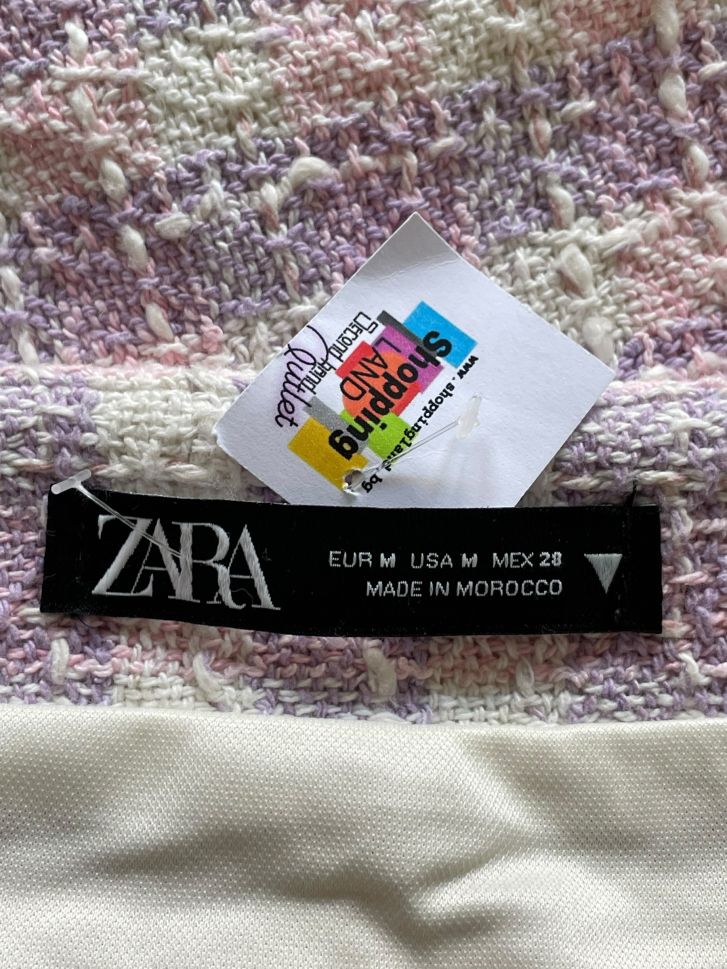 Shopping
LAND
Second hand
Outlet
www.shoppingland.bg
ZARA
EUR M USA M MEX 28
MADE IN MOROCCO